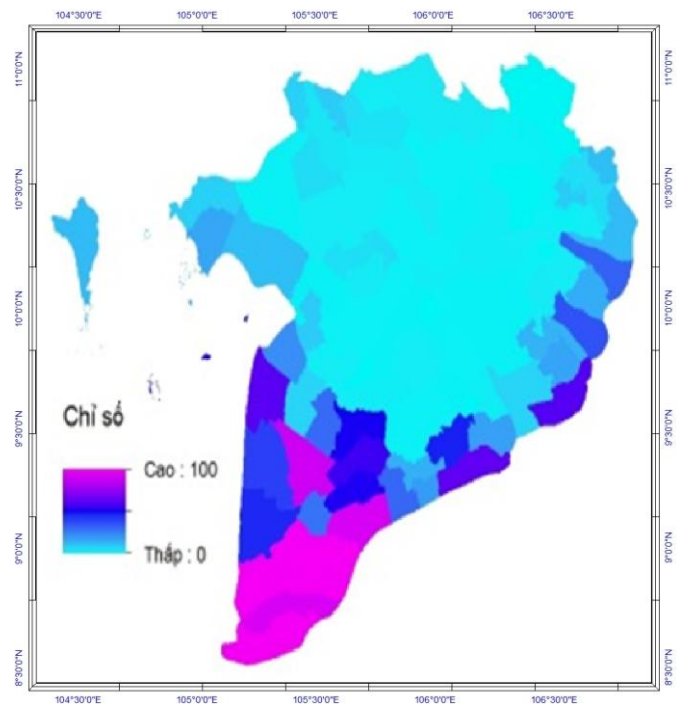 104°30'0"E 105°0'0"E 105°30'0"E 106°0'0"E 106°30'0"E
11°0'0"N 11°0'0"N
10°30'0"N 10°30'0"N
10°0'0"N 10°0'0"N
9°30'0"N 9°30'0"N
Chỉ số
Cao : 100
Thấp : 0
9°0'0"N 9°0'0"N
8°30'0"N 8°30'0"N
104°30'0"E 105°0'0"E 105°30'0"E 106°0'0"E 106°30'0"E